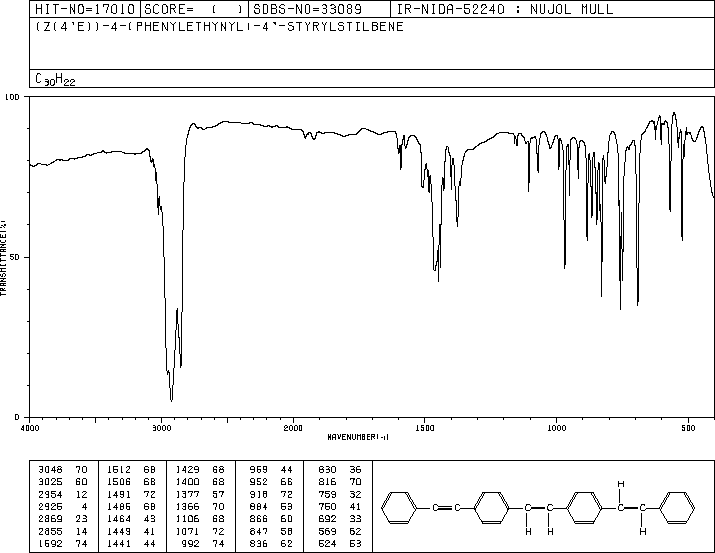 HIT-NO=17010 SCORE= ( ) SDBS-NO=33089 IR-NIDA-52240 : NUJOL MULL
(Z(4'E))-4-(PHENYLETHYNYL)-4'-STYRYLSTILBENE
C30H22
100
50
0
TRANSMITTANCE(%)
4000 3000 2000 1500 1000 500
WAVENUMBER(-1)
3048 70 1512 68 1429 68 969 44 830 36
3025 60 1506 68 1400 68 952 66 816 70
2954 12 1491 72 1377 57 918 72 759 32
2925 4 1486 68 1366 70 884 53 750 41
2869 23 1464 43 1106 68 866 60 692 33
2855 14 1449 41 1071 72 847 58 569 62
1592 74 1441 44 992 74 836 62 524 53
H
C C C C C C
H H H